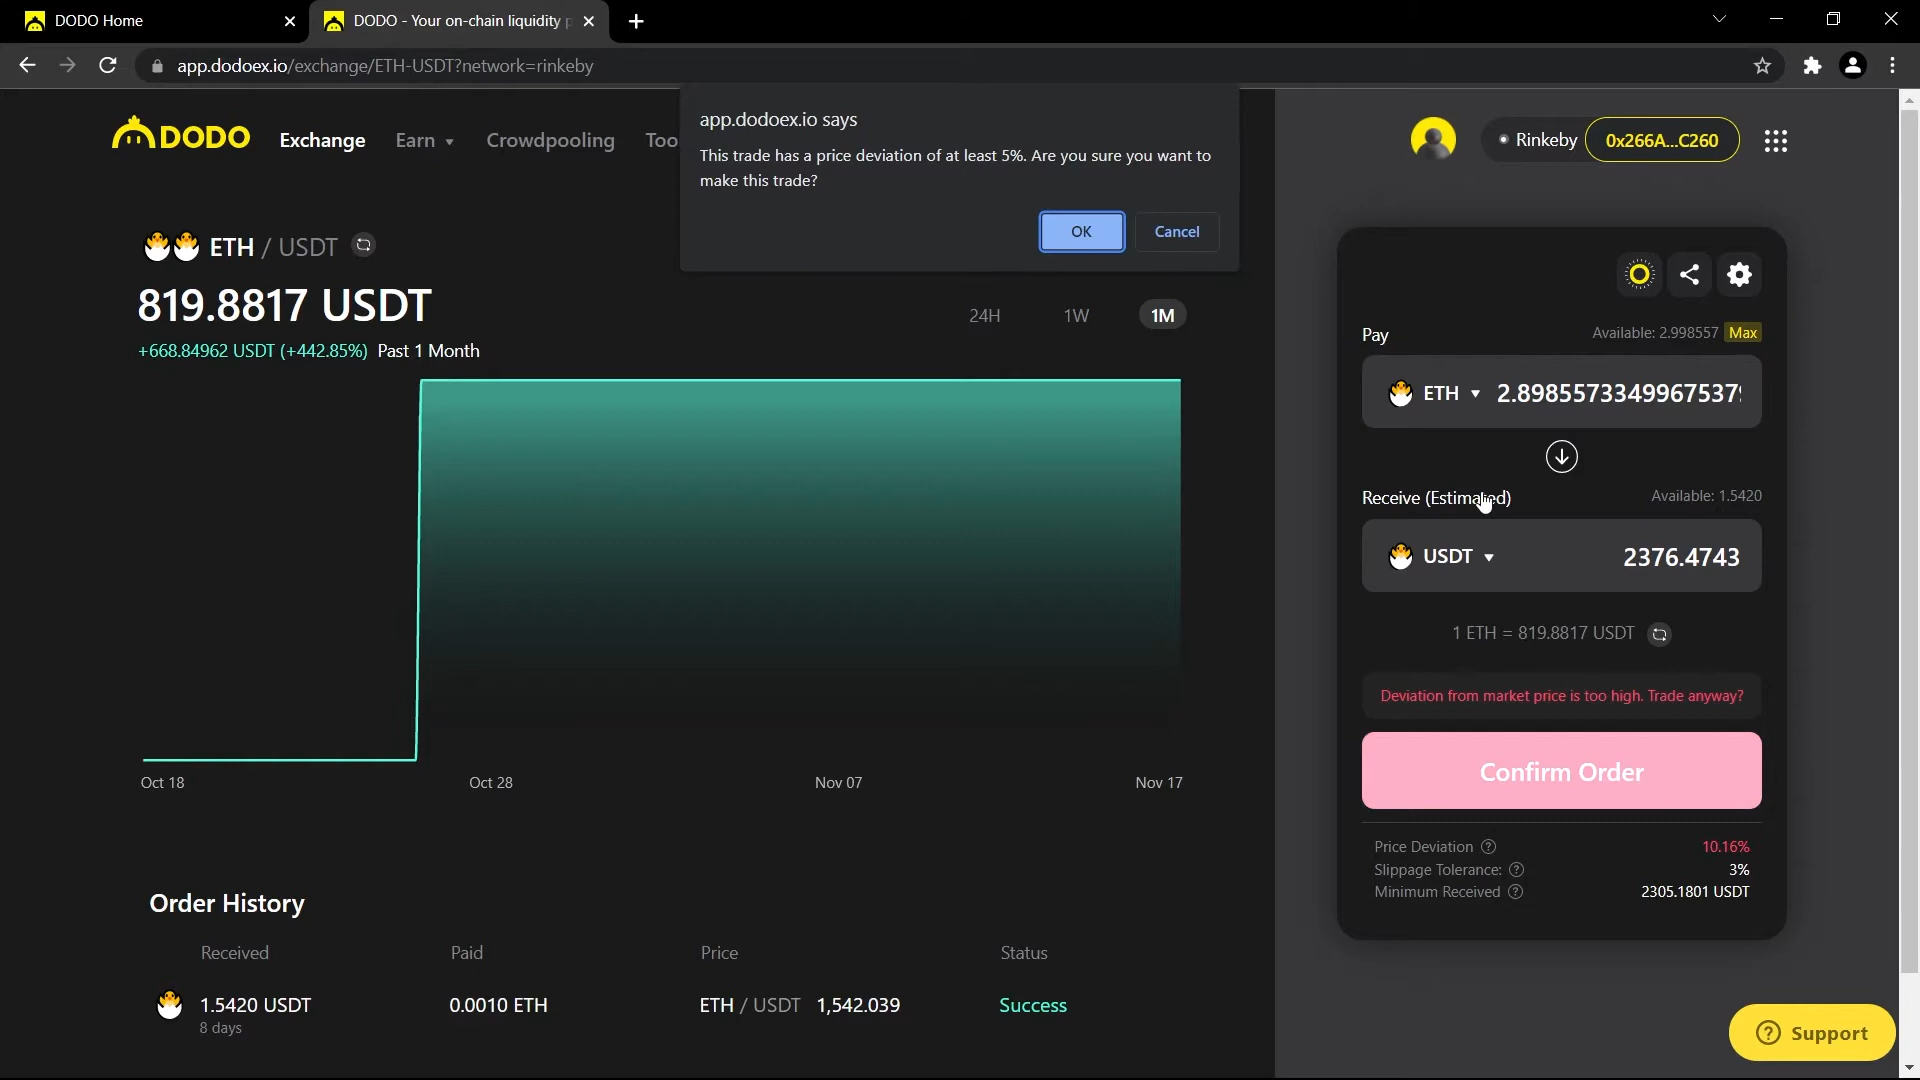 DODO Home
DODO - Your on-chain liquidity p
app.dodoex.io/exchange/ETH-USDT?network=rinkeby
app.dodoex.io says
This trade has a price deviation of at least 5%. Are you sure you want to
make this trade?
OK
Cancel
DODO
Exchange
Earn
Crowdpooling
Too
Rinkeby
0x266A...C260
ETH / USDT
819.8817 USDT
+668.84962 USDT (+442.85%) Past 1 Month
24H
1W
1M
Oct 18
Oct 28
Nov 07
Nov 17
Pay
Available: 2.998557
Max
ETH
2.8985573349967537
Receive (Estimated)
Available: 1.5420
USDT
2376.4743
1 ETH = 819.8817 USDT
Deviation from market price is too high. Trade anyway?
Confirm Order
Price Deviation
10.16%
Slippage Tolerance:
3%
Minimum Received
2305.1801 USDT
Order History
Received
Paid
Price
Status
1.5420 USDT
0.0010 ETH
ETH / USDT 1,542.039
Success
8 days
Support